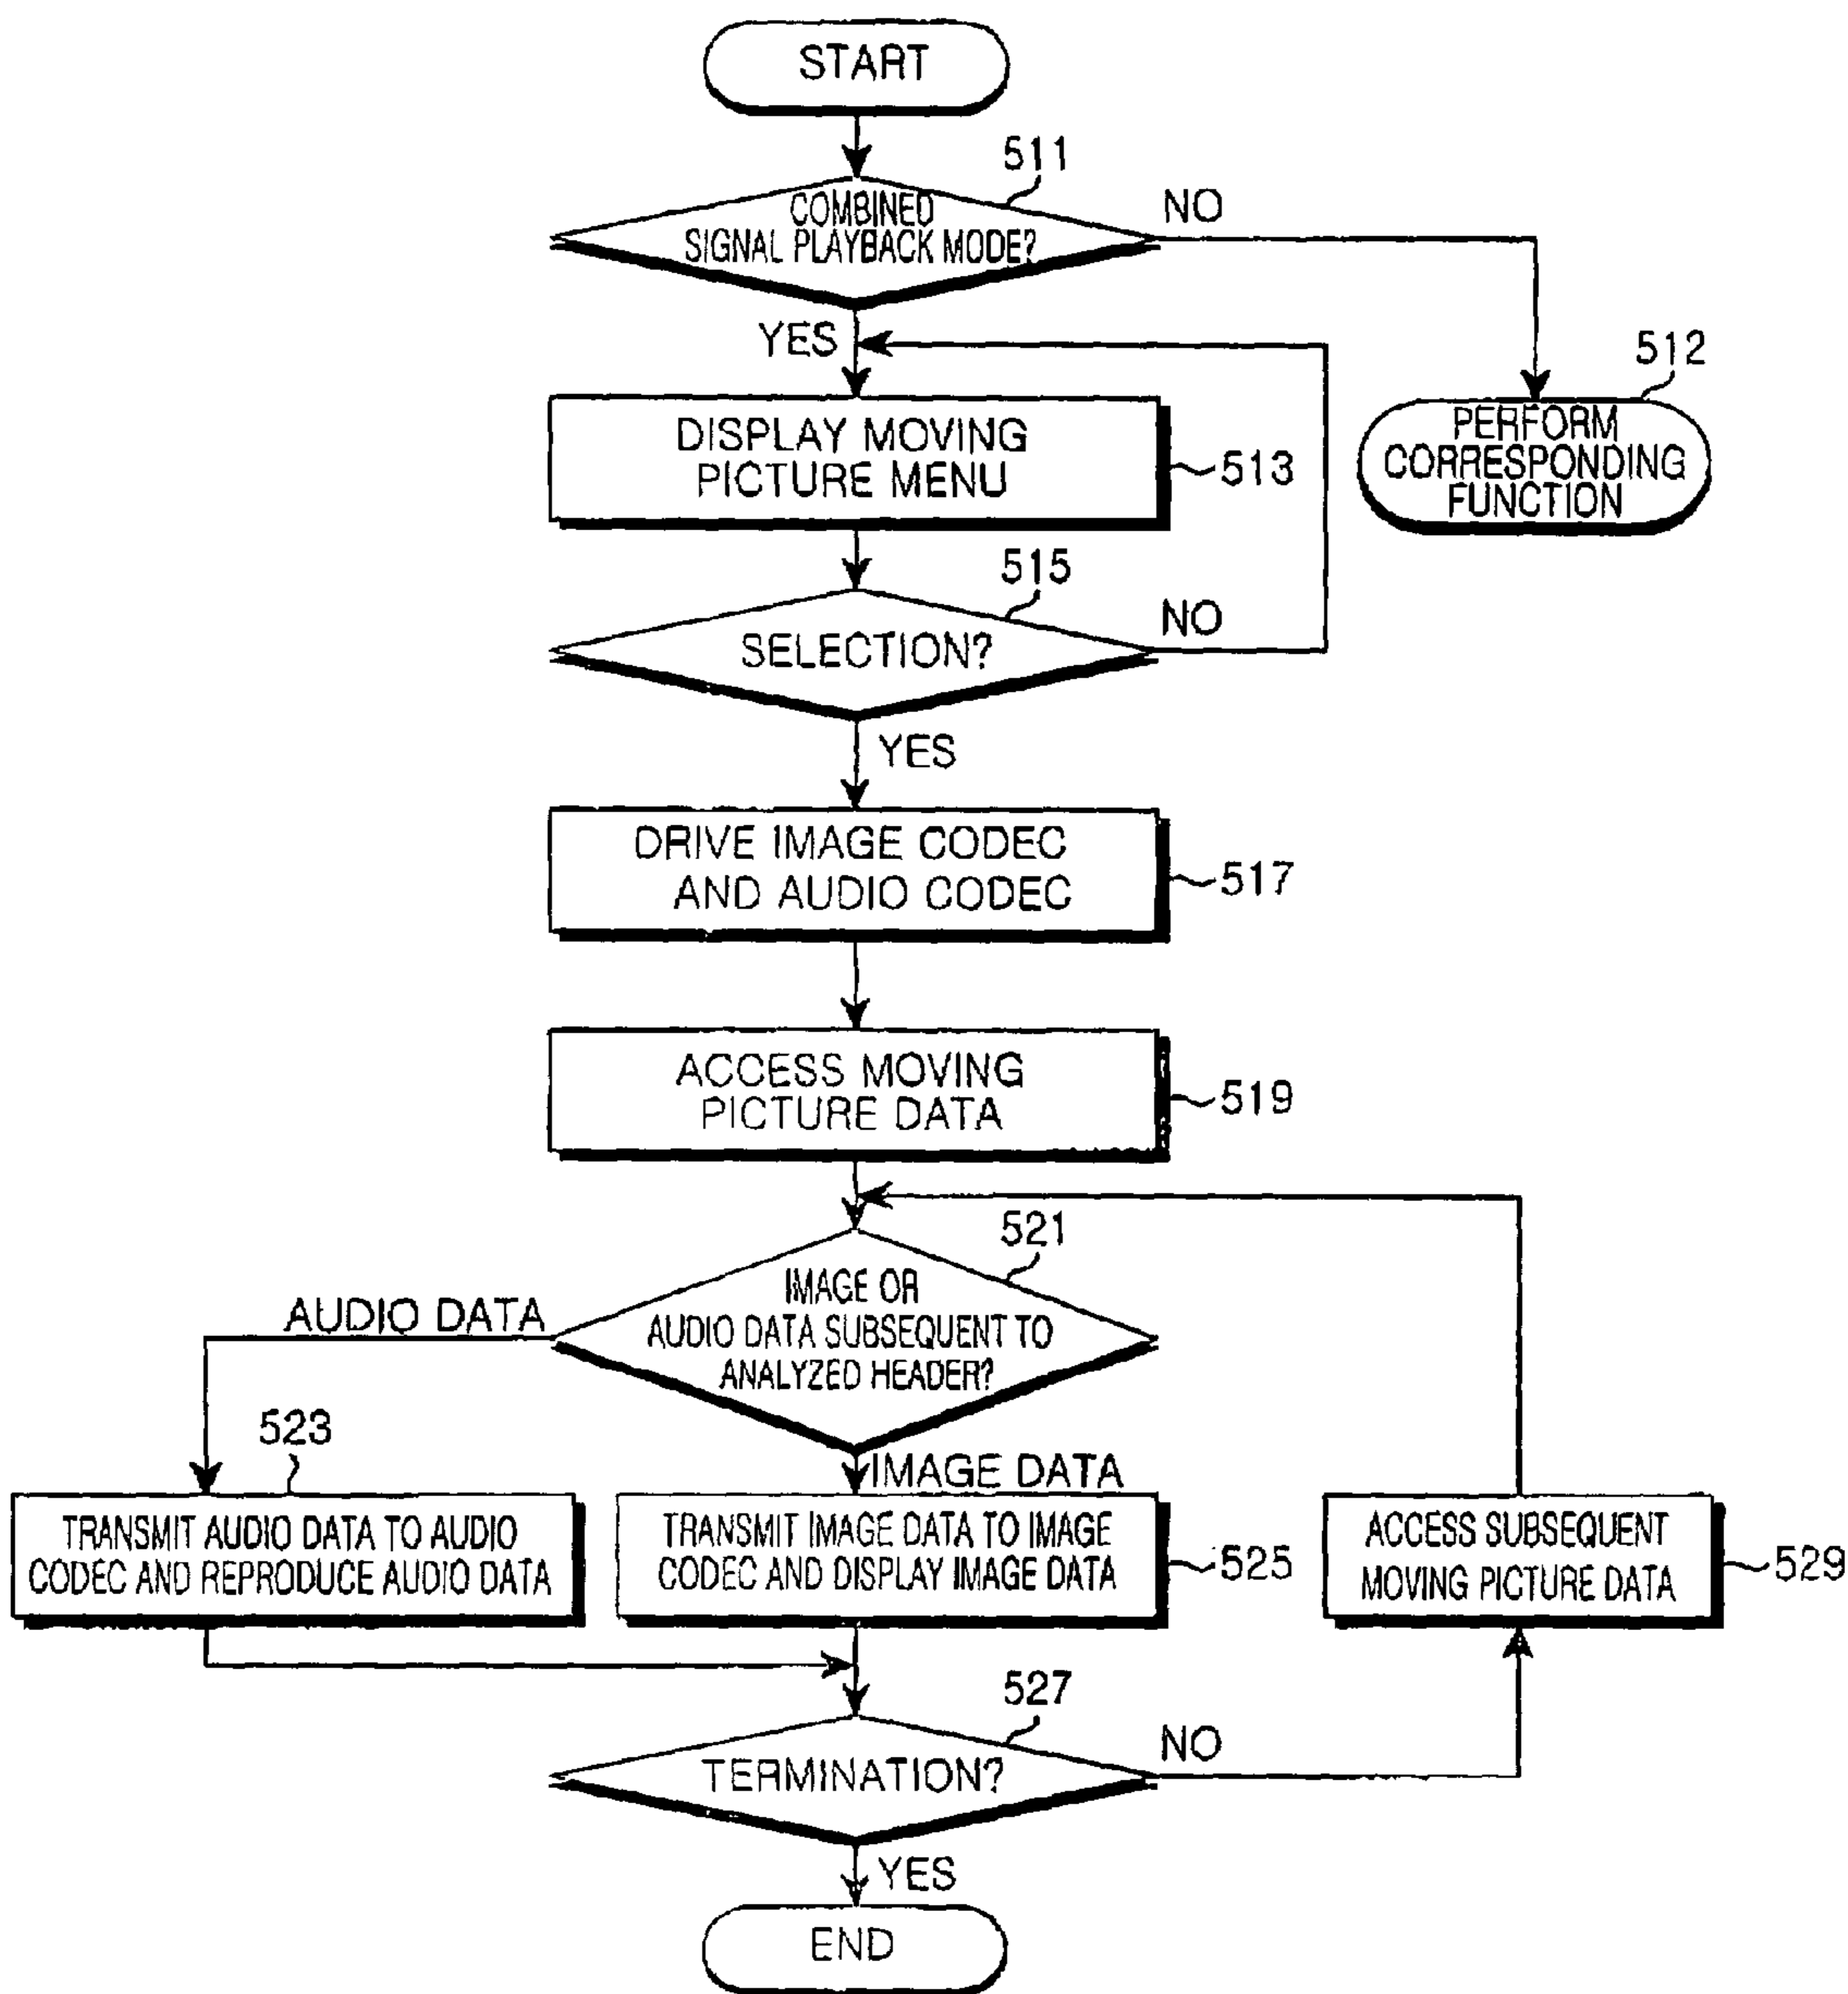 START
511
COMBINED
SIGNAL PLAYBACK MODE?
NO
YES
512
PERFORM
CORRESPONDING
FUNCTION
DISPLAY MOVING
PICTURE MENU
513
515
SELECTION?
NO
YES
DRIVE IMAGE CODEC
AND AUDIO CODEC
517
ACCESS MOVING
PICTURE DATA
519
521
IMAGE OR
AUDIO DATA SUBSEQUENT TO
ANALYZED HEADER?
AUDIO DATA
IMAGE DATA
523
TRANSMIT AUDIO DATA TO AUDIO
CODEC AND REPRODUCE AUDIO DATA
TRANSMIT IMAGE DATA TO IMAGE
CODEC AND DISPLAY IMAGE DATA
525
ACCESS SUBSEQUENT
MOVING PICTURE DATA
529
527
TERMINATION?
NO
YES
END